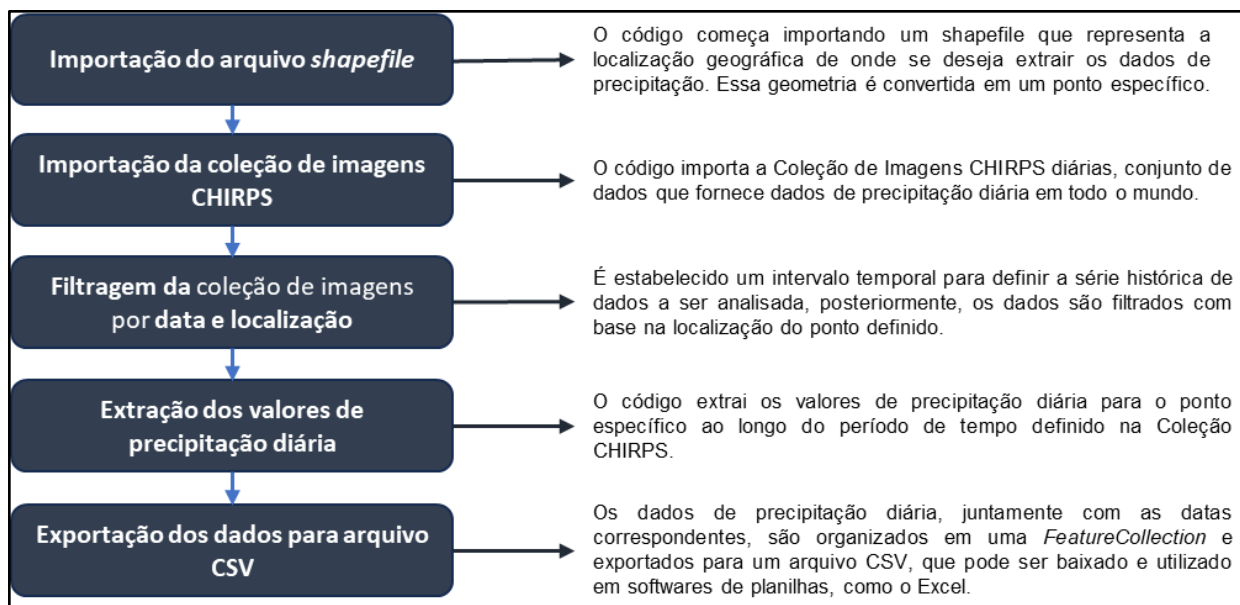 Importação do arquivo shapefile
O código começa importando um shapefile que representa a
localização geográfica de onde se deseja extrair os dados de
precipitação. Essa geometria é convertida em um ponto específico.
Importação da coleção de imagens
CHIRPS
O código importa a Coleção de Imagens CHIRPS diárias, conjunto de
dados que fornece dados de precipitação diária em todo o mundo.
Filtragem da coleção de imagens
por data e localização
É estabelecido um intervalo temporal para definir a série histórica de
dados a ser analisada, posteriormente, os dados são filtrados com
base na localização do ponto definido.
Extração dos valores de
precipitação diária
O código extrai os valores de precipitação diária para o ponto
específico ao longo do período de tempo definido na Coleção
CHIRPS.
Exportação dos dados para arquivo
CSV
Os dados de precipitação diária, juntamente com as datas
correspondentes, são organizados em uma FeatureCollection e
exportados para um arquivo CSV, que pode ser baixado e utilizado
em softwares de planilhas, como o Excel.